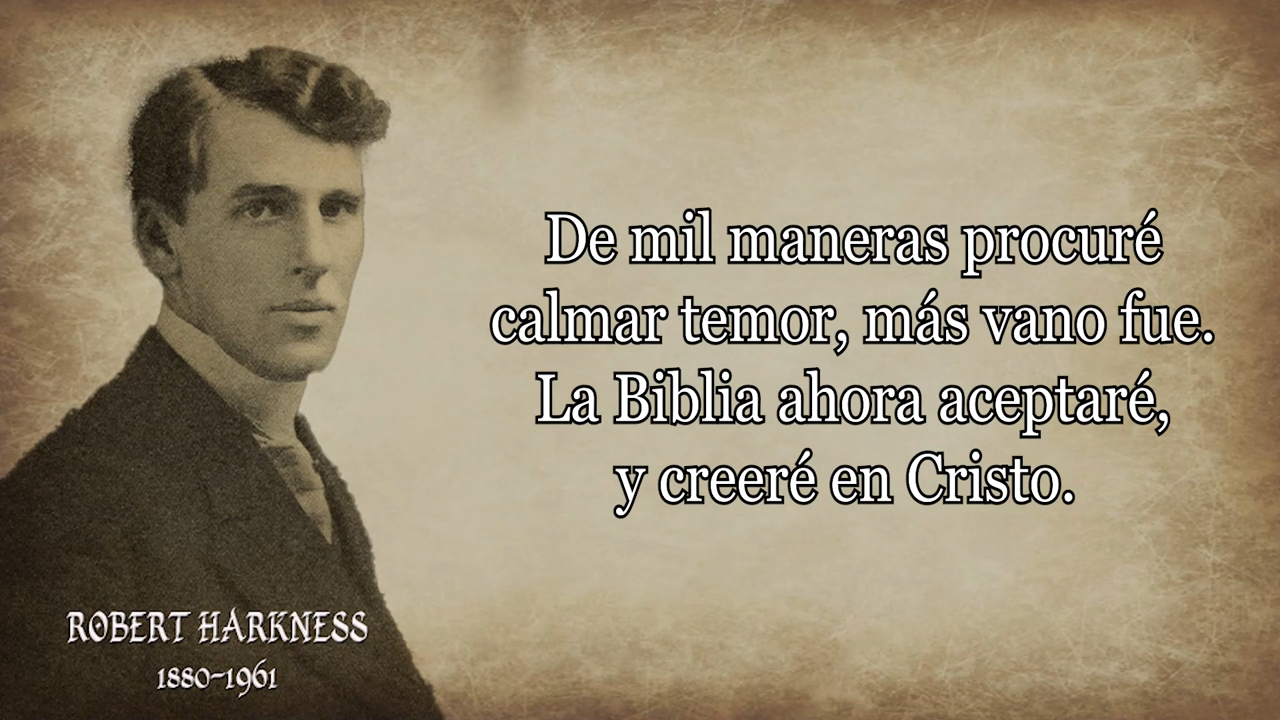 De mil maneras procuré
calmar temor, más vano fue.
La Biblia ahora aceptaré,
y creeré en Cristo.
ROBERT HARKNESS
1880-1961